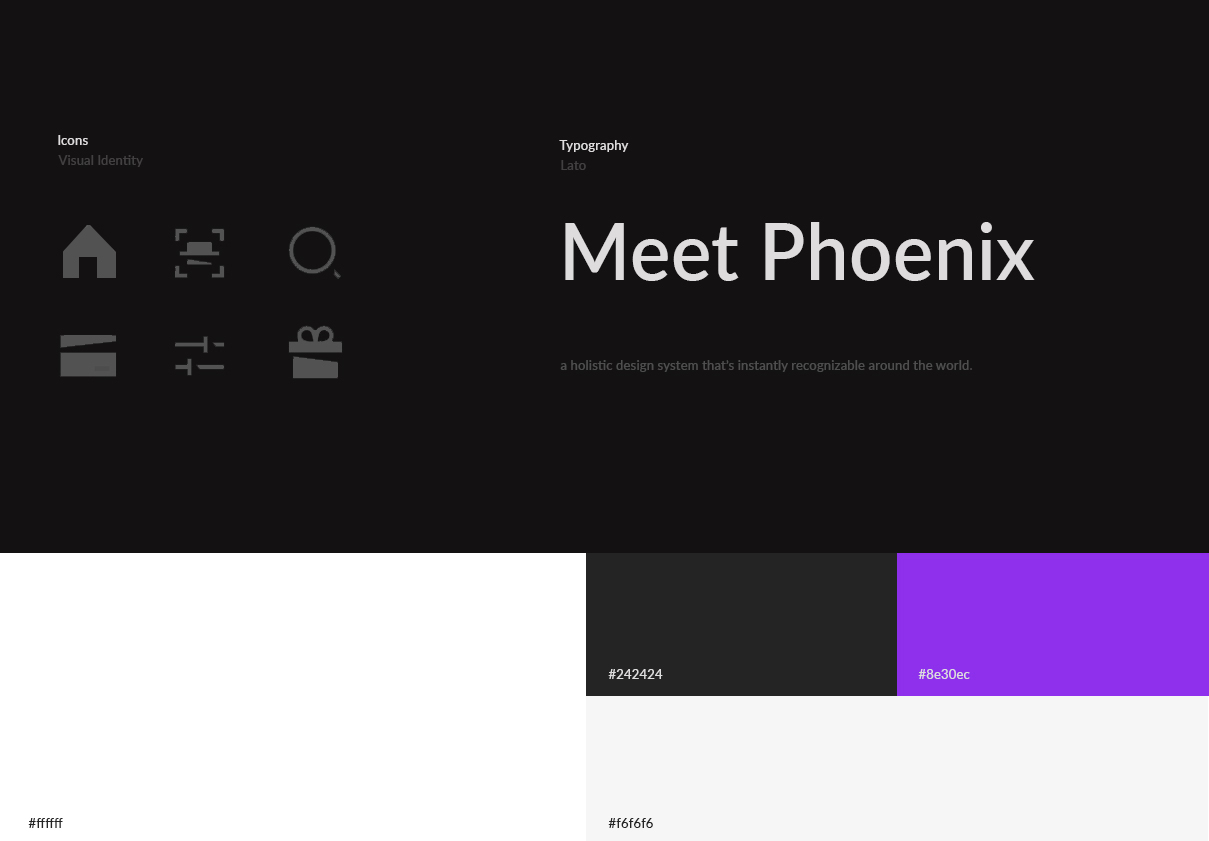 Icons
Visual Identity
Typography
Lato
Meet Phoenix
a holistic design system that's instantly recognizable around the world.
#242424
#8e30ec
#ffffff
#f6f6f6